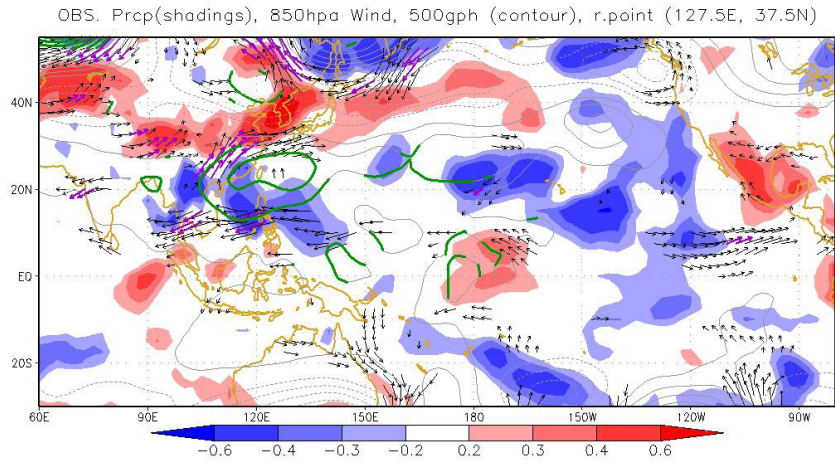 OBS. Prcp(shadings), 850hpa Wind, 500gph (contour), r.point (127.5E, 37.5N)
40N
20N
EQ
20S
60E 90E 120E 150E 180 150W 120W 90W
-0.6 -0.4 -0.3 -0.2 0.2 0.3 0.4 0.6